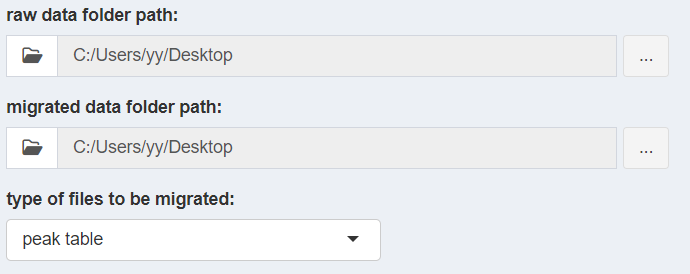 raw data folder path:
C:/Users/yy/Desktop
...
migrated data folder path:
C:/Users/yy/Desktop
...
type of files to be migrated:
peak table